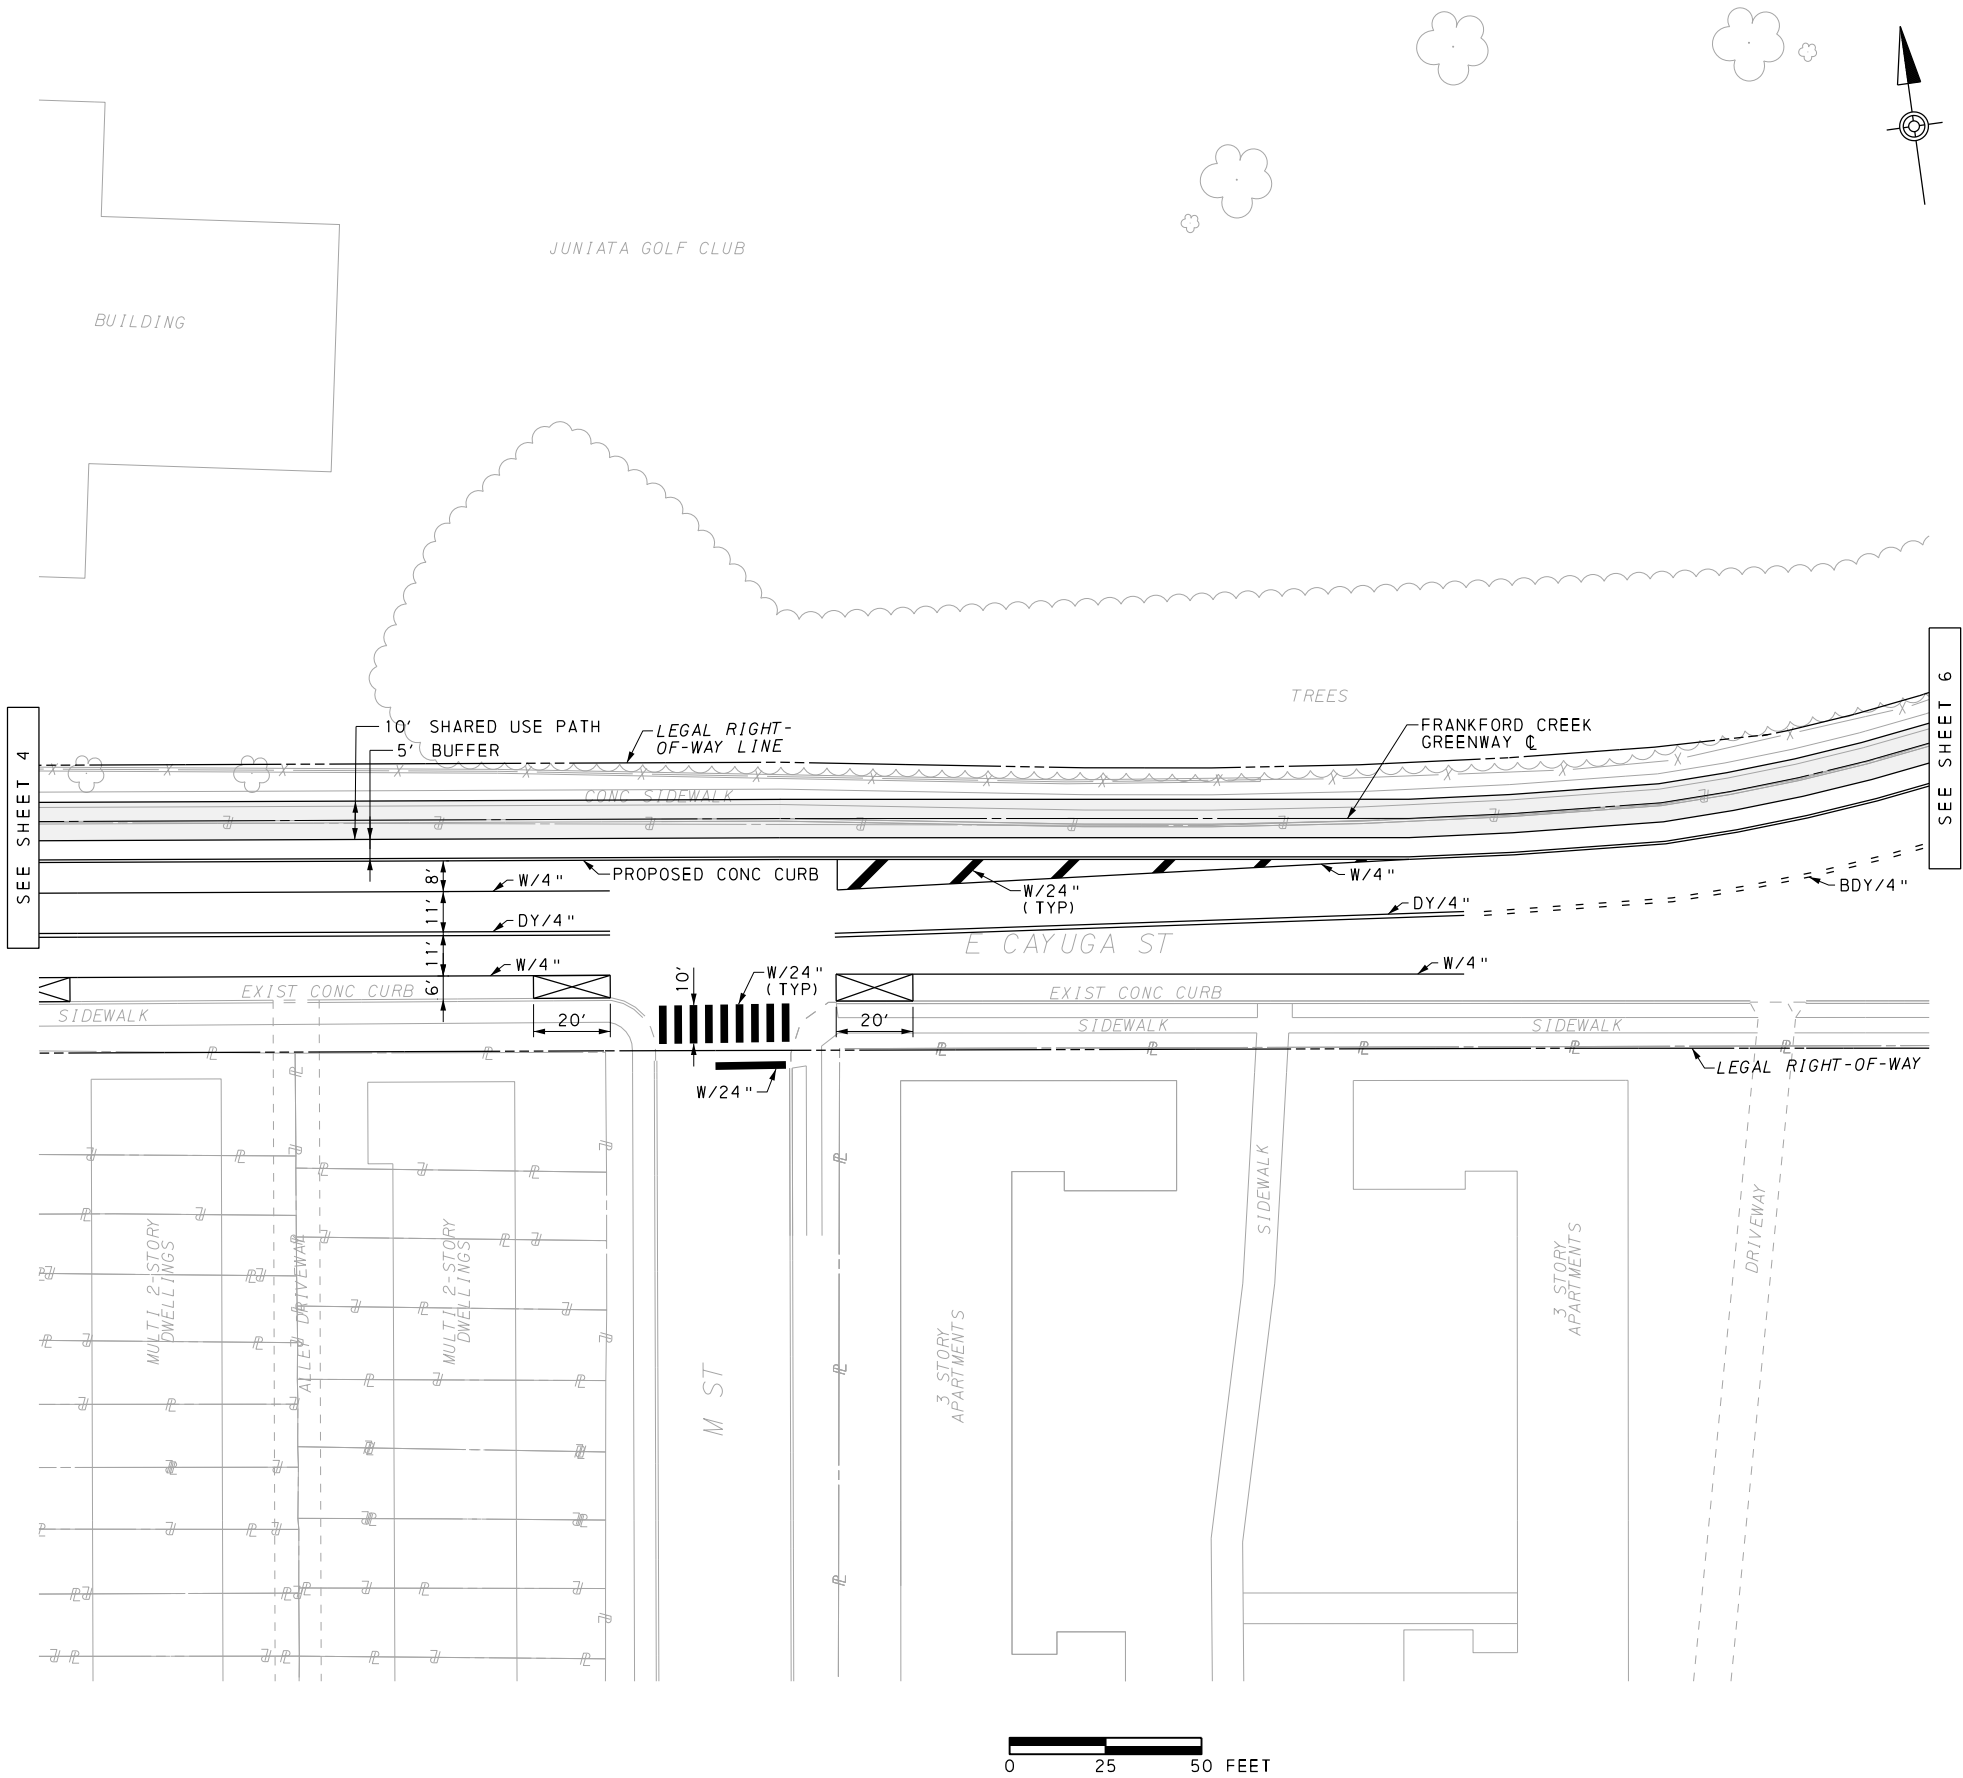 JUNIATA GOLF CLUB
BUILDING
TREES
SEE SHEET 4
SEE SHEET 6
10' SHARED USE PATH
5' BUFFER
LEGAL RIGHT-
OF-WAY LINE
FRANKFORD CREEK
GREENWAY ℄
CONC SIDEWALK
PROPOSED CONC CURB
8'
11'
11'
6'
W/4"
DY/4"
W/4"
W/24"
(TYP)
W/4"
DY/4"
BDY/4"
E CAYUGA ST
W/4"
EXIST CONC CURB
SIDEWALK
20'
10'
W/24"
(TYP)
20'
EXIST CONC CURB
SIDEWALK
SIDEWALK
W/24"
LEGAL RIGHT-OF-WAY
MULTI 2-STORY
DWELLINGS
ALLEY DRIVEWAY
MULTI 2-STORY
DWELLINGS
M ST
3 STORY
APARTMENTS
SIDEWALK
3 STORY
APARTMENTS
DRIVEWAY
0 25 50 FEET